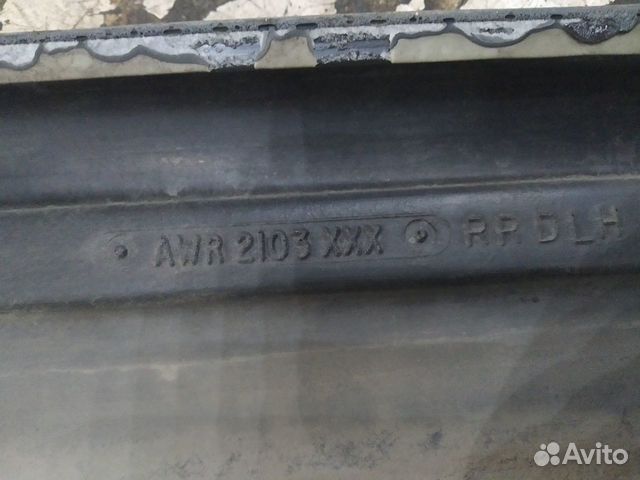 AWR 2103 XXX RR D LH
Avito